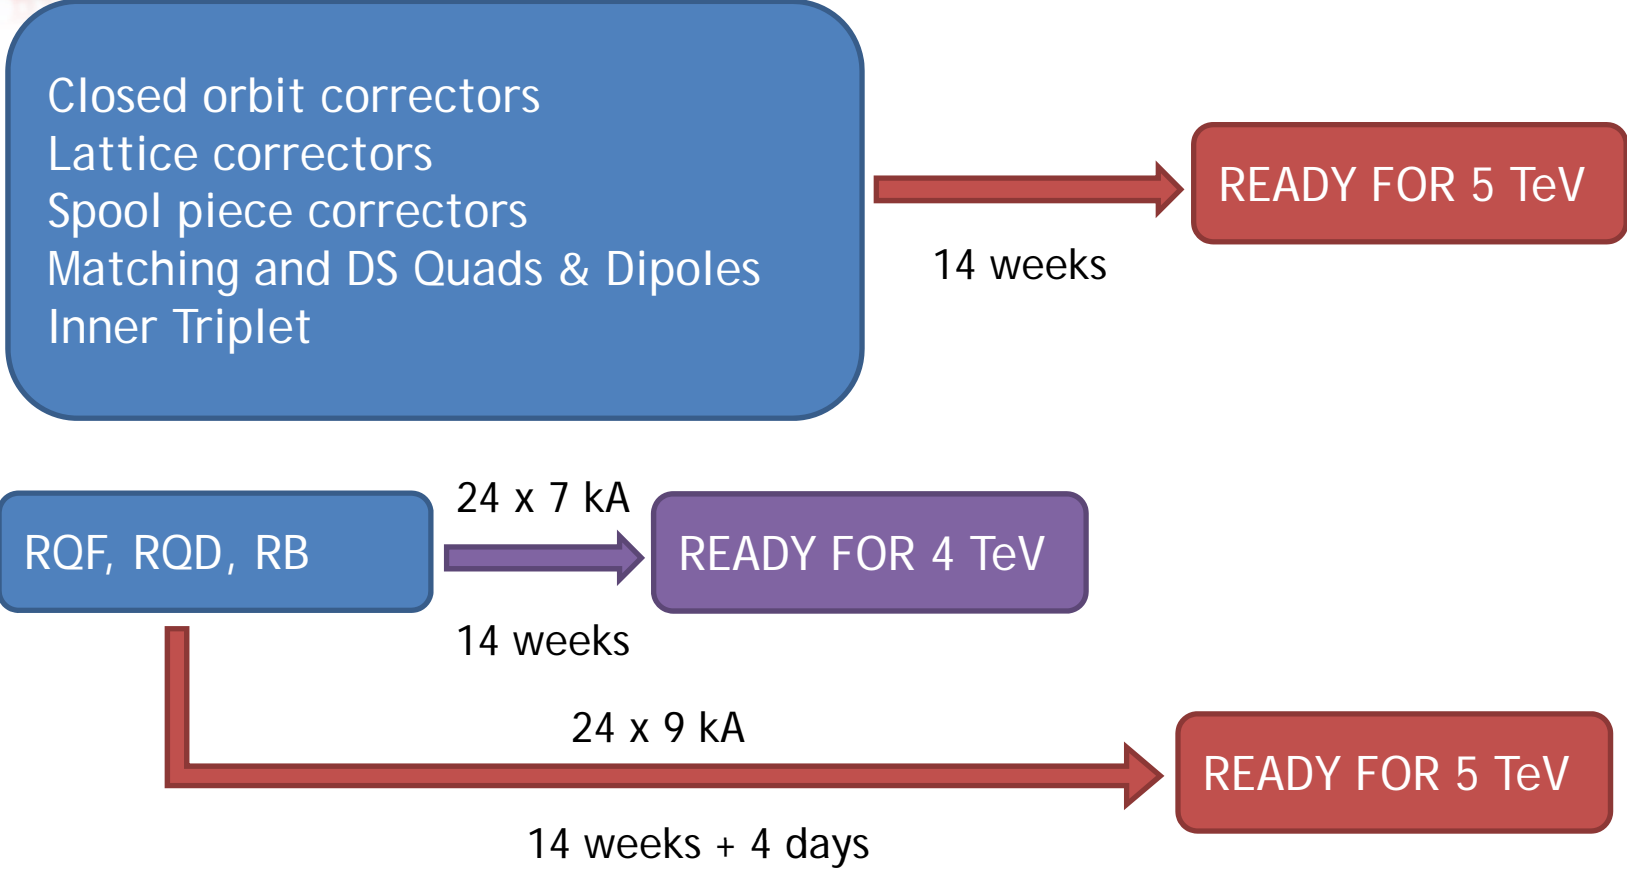 Closed orbit correctors
Lattice correctors
Spool piece correctors
Matching and DS Quads & Dipoles
Inner Triplet
READY FOR 5 TeV
14 weeks
24 x 7 kA
RQF, RQD, RB
READY FOR 4 TeV
14 weeks
24 x 9 kA
READY FOR 5 TeV
14 weeks + 4 days